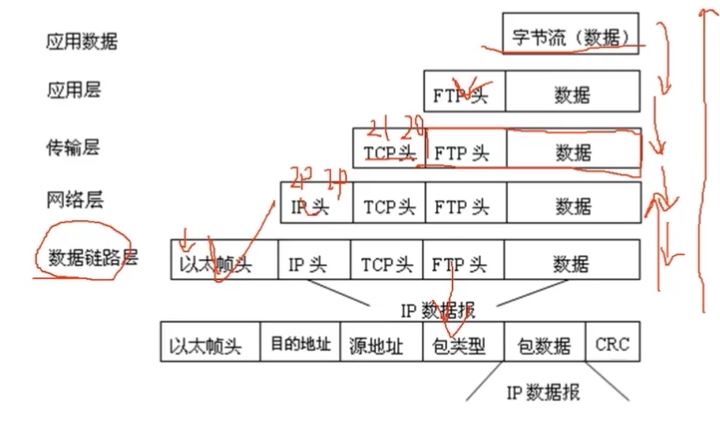 应用数据 字节流（数据）
应用层 FTP头 数据
21 20
传输层 TCP头 FTP头 数据
网络层 IP头 TCP头 FTP头 数据
数据链路层 以太帧头 IP头 TCP头 FTP头 数据
IP数据报
以太帧头 目的地址 源地址 包类型 包数据 CRC
IP数据报